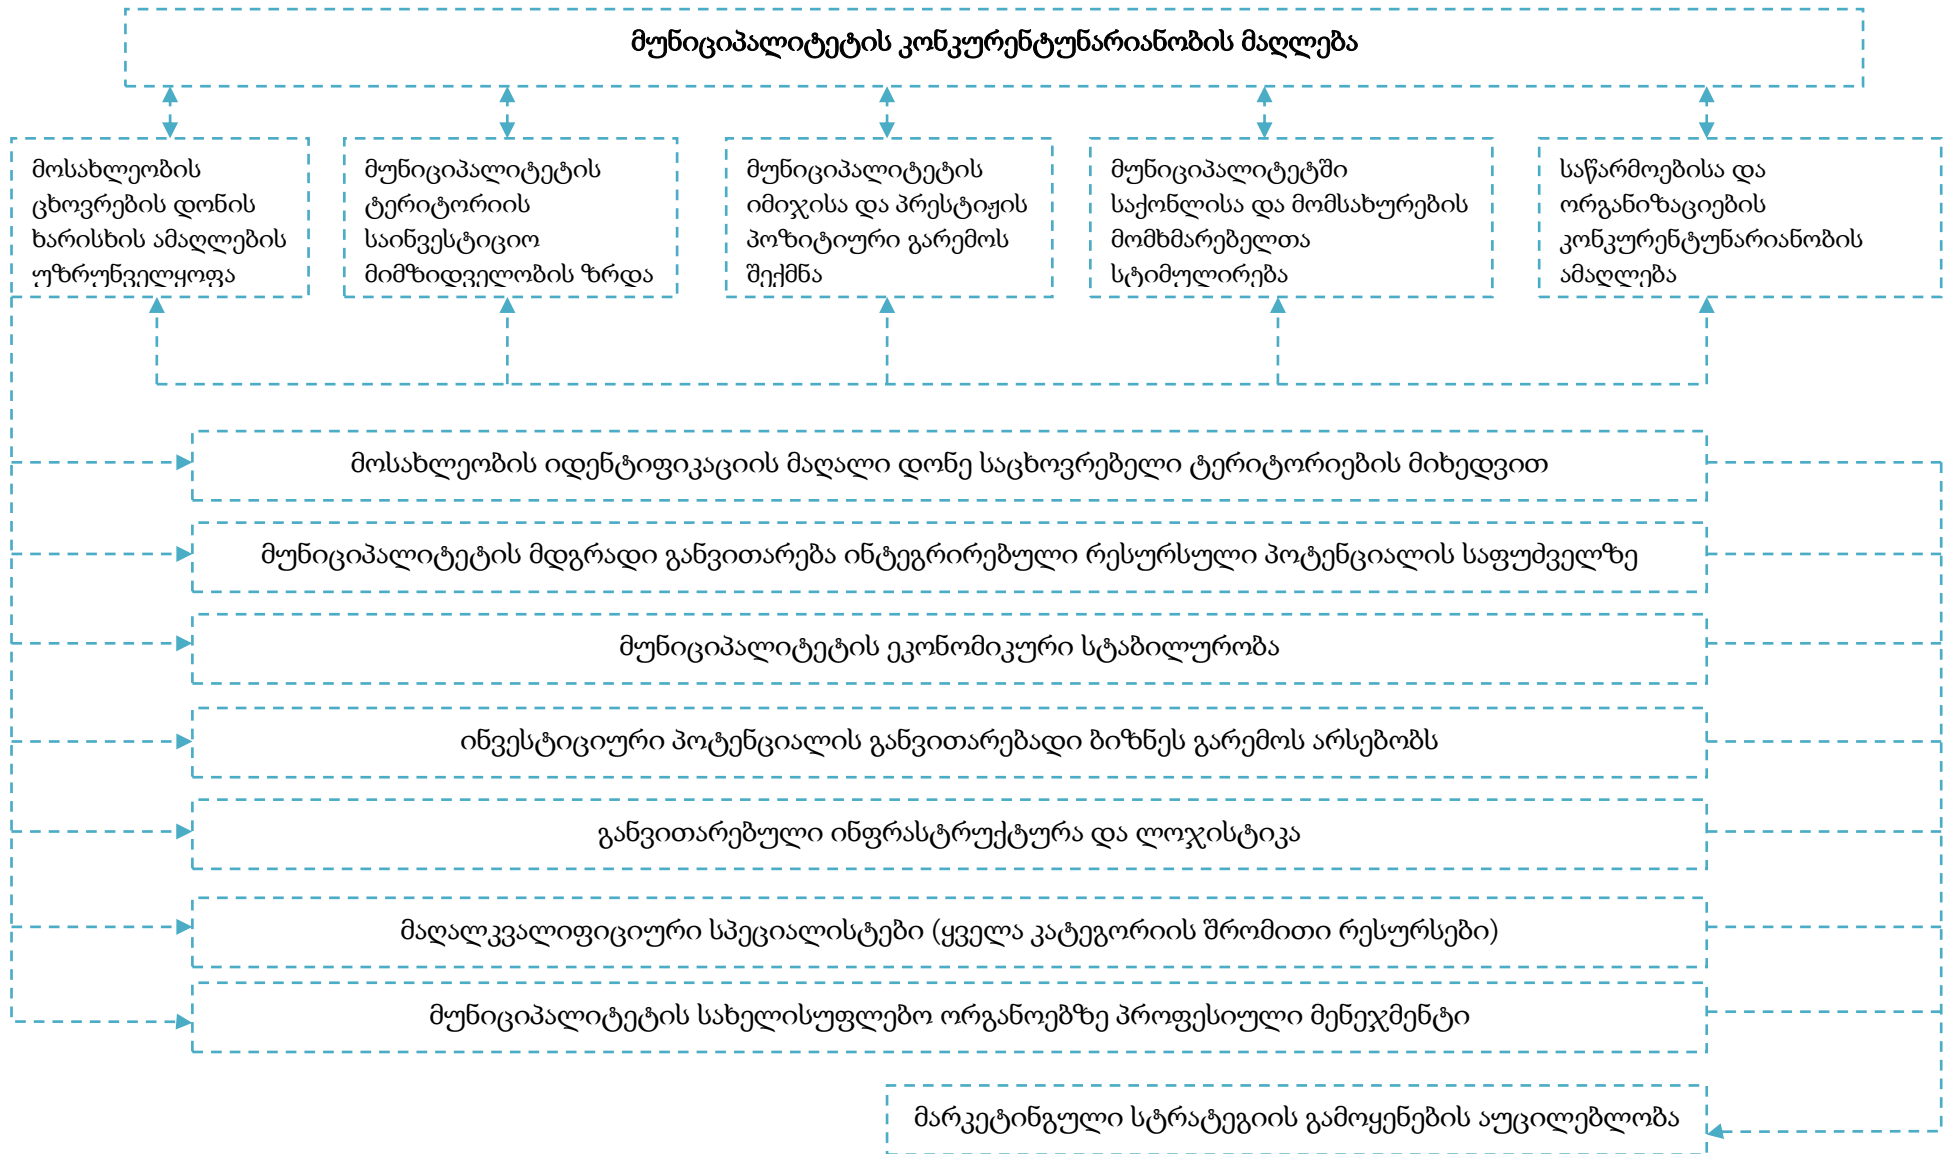 მუნიციპალიტეტის კონკურენტუნარიანობის მაღლება
მოსახლეობის
ცხოვრების დონის
ხარისხის ამაღლების
უზრუნველყოფა
მუნიციპალიტეტის
ტერიტორიის
საინვესტიციო
მიმზიდველობის ზრდა
მუნიციპალიტეტის
იმიჯისა და პრესტიჟის
პოზიტიური გარემოს
შექმნა
მუნიციპალიტეტში
საქონლისა და მომსახურების
მომხმარებელთა
სტიმულირება
საწარმოებისა და
ორგანიზაციების
კონკურენტუნარიანობის
ამაღლება
მოსახლეობის იდენტიფიკაციის მაღალი დონე საცხოვრებელი ტერიტორიების მიხედვით
მუნიციპალიტეტის მდგრადი განვითარება ინტეგრირებული რესურსული პოტენციალის საფუძველზე
მუნიციპალიტეტის ეკონომიკური სტაბილურობა
ინვესტიციური პოტენციალის განვითარებადი ბიზნეს გარემოს არსებობს
განვითარებული ინფრასტრუქტურა და ლოჯისტიკა
მაღალკვალიფიციური სპეციალისტები (ყველა კატეგორიის შრომითი რესურსები)
მუნიციპალიტეტის სახელისუფლებო ორგანოებზე პროფესიული მენეჯმენტი
მარკეტინგული სტრატეგიის გამოყენების აუცილებლობა